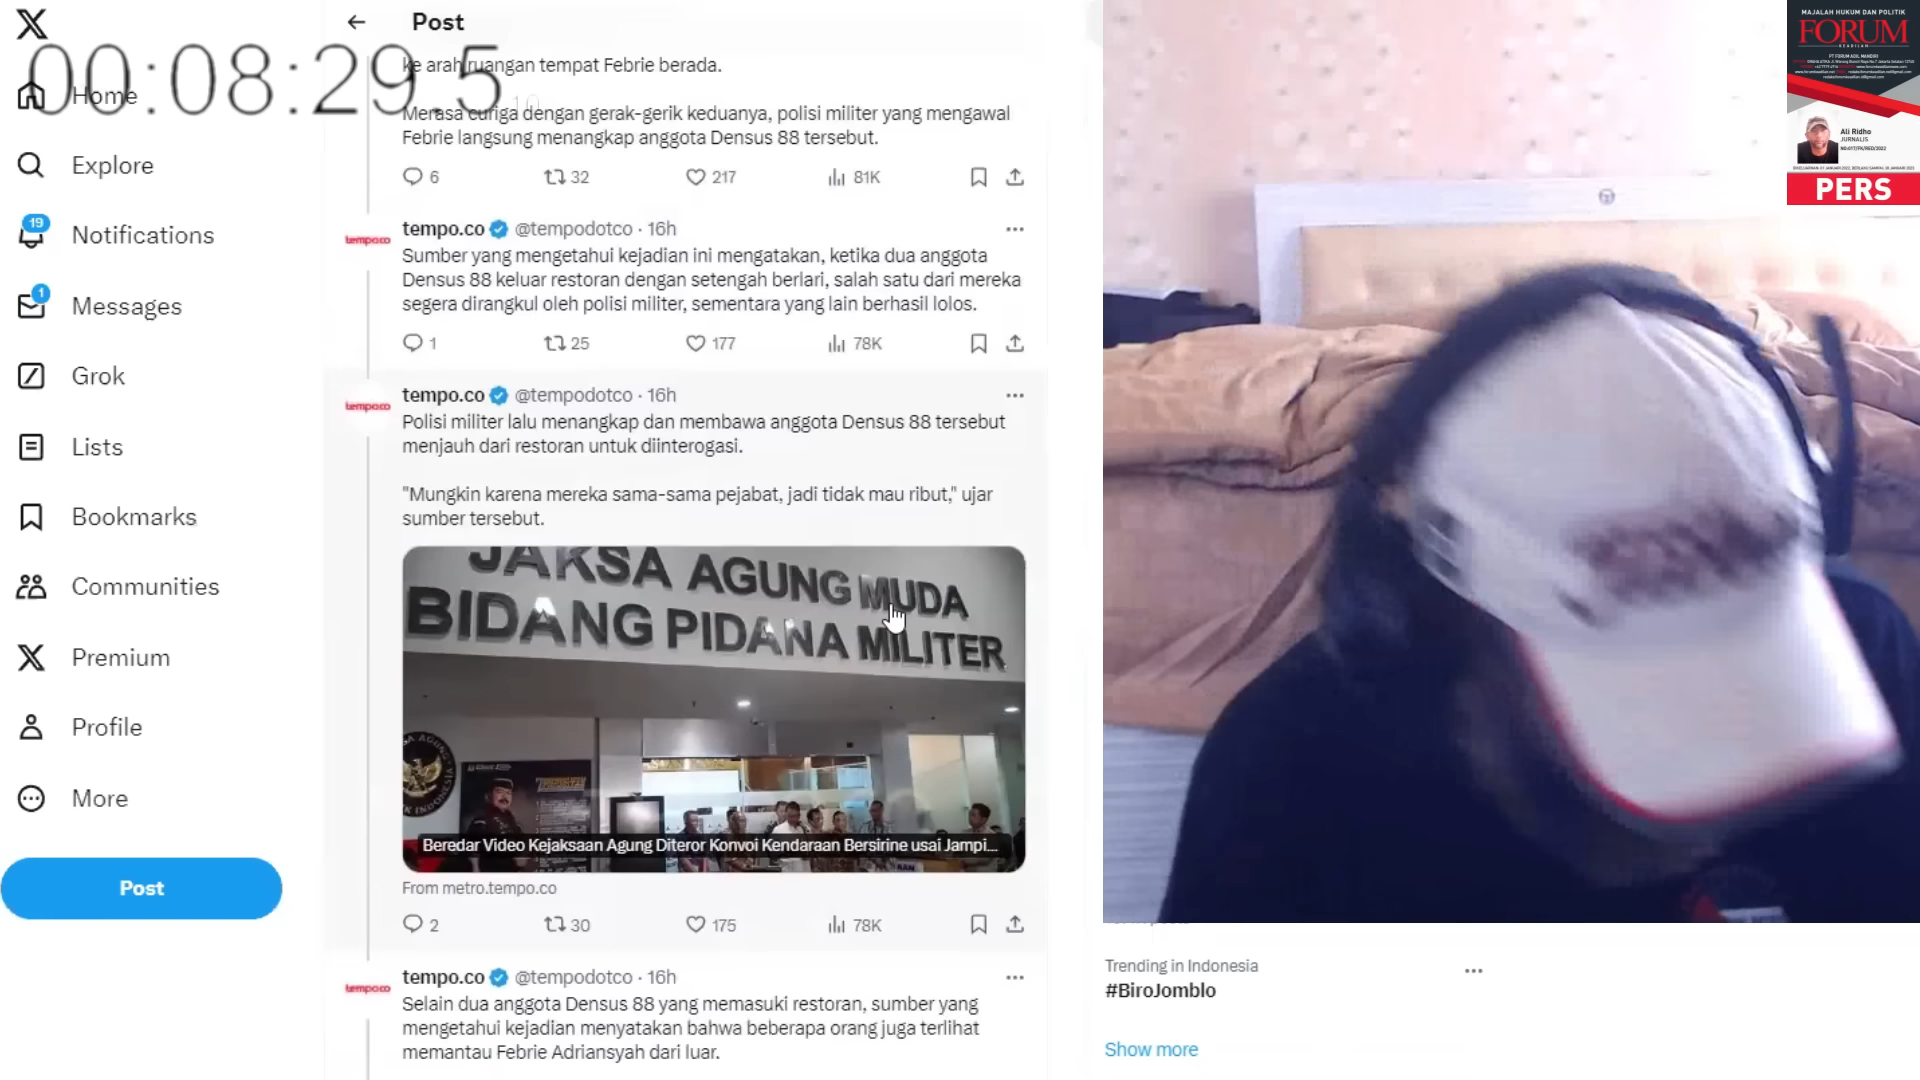 Post
00:08:29.5
ke arah ruangan tempat Febrie berada.
Merasa curiga dengan gerak-gerik keduanya, polisi militer yang mengawal
Febrie langsung menangkap anggota Densus 88 tersebut.
6 32 217 81K
tempo.co @tempodotco · 16h
Sumber yang mengetahui kejadian ini mengatakan, ketika dua anggota
Densus 88 keluar restoran dengan setengah berlari, salah satu dari mereka
segera dirangkul oleh polisi militer, sementara yang lain berhasil lolos.
1 25 177 78K
tempo.co @tempodotco · 16h
Polisi militer lalu menangkap dan membawa anggota Densus 88 tersebut
menjauh dari restoran untuk diinterogasi.
"Mungkin karena mereka sama-sama pejabat, jadi tidak mau ribut," ujar
sumber tersebut.
JAKSA AGUNG MUDA
BIDANG PIDANA MILITER
Beredar Video Kejaksaan Agung Diteror Konvoi Kendaraan Bersirine usai Jampi...
From metro.tempo.co
2 30 175 78K
tempo.co @tempodotco · 16h
Selain dua anggota Densus 88 yang memasuki restoran, sumber yang
mengetahui kejadian menyatakan bahwa beberapa orang juga terlihat
memantau Febrie Adriansyah dari luar.
Home
Explore
19
Notifications
1
Messages
Grok
Lists
Bookmarks
Communities
Premium
Profile
More
Post
tempo.co
tempo.co
tempo.co
MAJALAH HUKUM DAN POLITIK
FORUM
KEADILAN
Ali Ridho
JURNALIS
PERS
Trending in Indonesia
#BiroJomblo
Show more